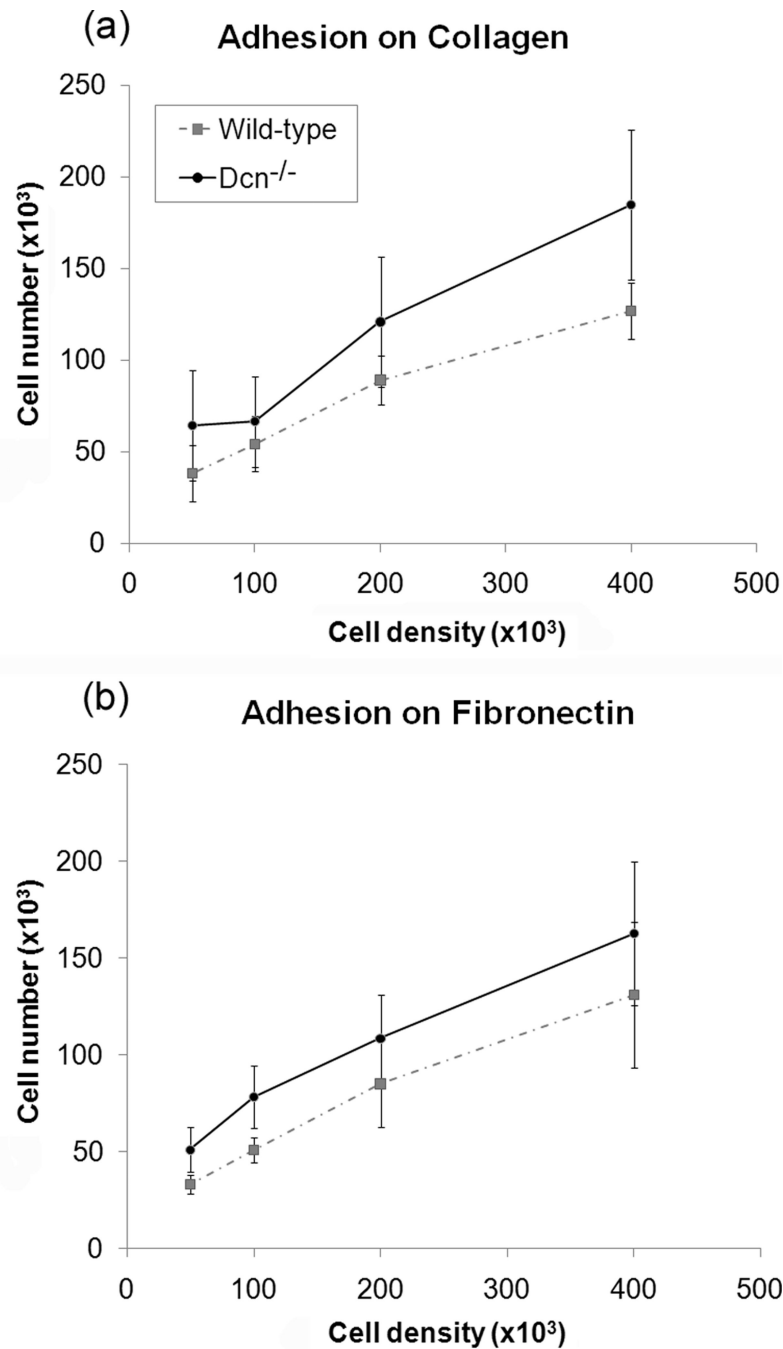 (a)
Adhesion on Collagen
250
200
150
100
50
0
Cell number (x10³)
Wild-type
Dcn⁻/⁻
0 100 200 300 400 500
Cell density (x10³)
(b)
Adhesion on Fibronectin
250
200
150
100
50
0
Cell number (x10³)
0 100 200 300 400 500
Cell density (x10³)